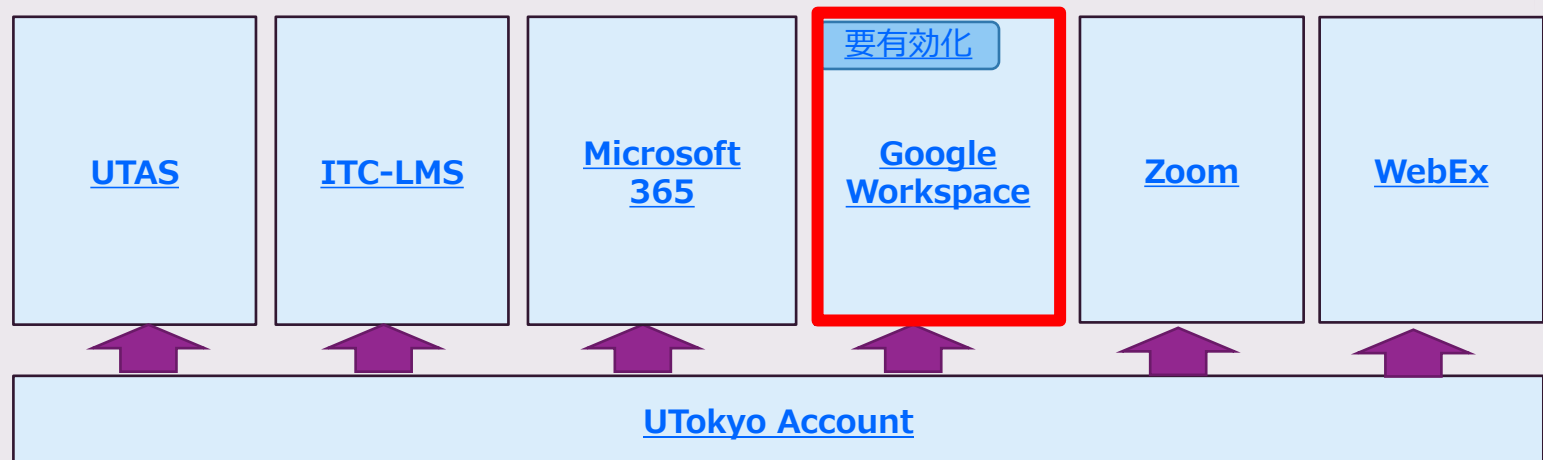 要有効化
UTAS
ITC-LMS
Microsoft
365
Google
Workspace
Zoom
WebEx
UTokyo Account